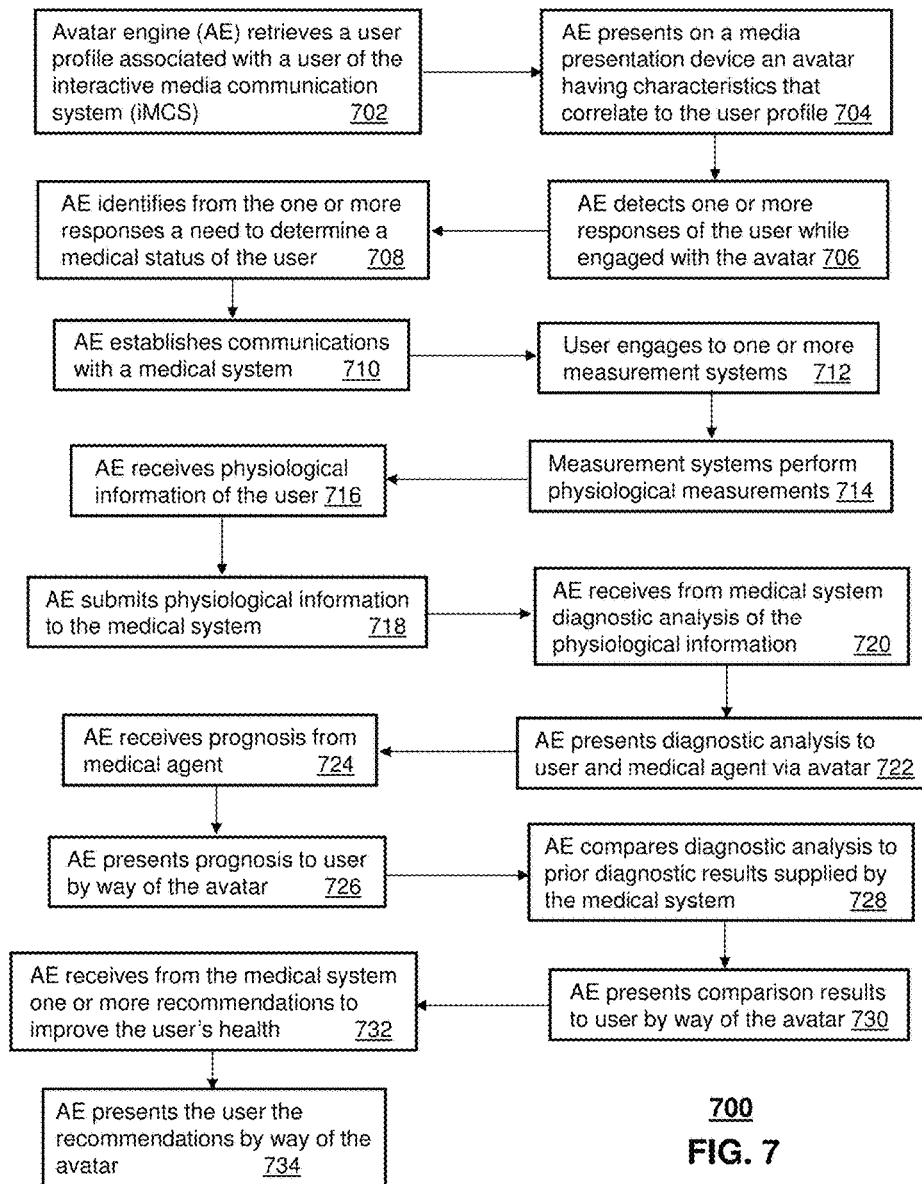 Avatar engine (AE) retrieves a user
profile associated with a user of the
interactive media communication
system (iMCS) 702
AE presents on a media
presentation device an avatar
having characteristics that
correlate to the user profile 704
AE detects one or more
responses of the user while
engaged with the avatar 706
AE identifies from the one or more
responses a need to determine a
medical status of the user 708
AE establishes communications
with a medical system 710
User engages to one or more
measurement systems 712
Measurement systems perform
physiological measurements 714
AE receives physiological
information of the user 716
AE submits physiological information
to the medical system 718
AE receives from medical system
diagnostic analysis of the
physiological information 720
AE presents diagnostic analysis to
user and medical agent via avatar 722
AE receives prognosis from
medical agent 724
AE presents prognosis to user
by way of the avatar 726
AE compares diagnostic analysis to
prior diagnostic results supplied by
the medical system 728
AE presents comparison results
to user by way of the avatar 730
AE receives from the medical system
one or more recommendations to
improve the user's health 732
AE presents the user the
recommendations by way of the
avatar 734
700
FIG. 7